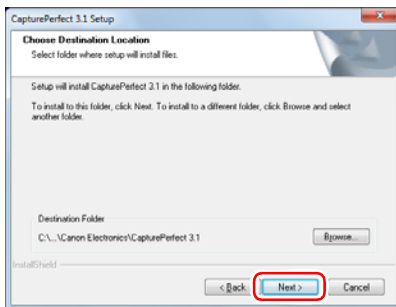 CapturePerfect 3.1 Setup
Choose Destination Location
Select folder where setup will install files.
Setup will install CapturePerfect 3.1 in the following folder.
To install to this folder, click Next. To install to a different folder, click Browse and select
another folder.
Destination Folder
C:\...\Canon Electronics\CapturePerfect 3.1
Browse...
InstallShield
< Back
Next >
Cancel